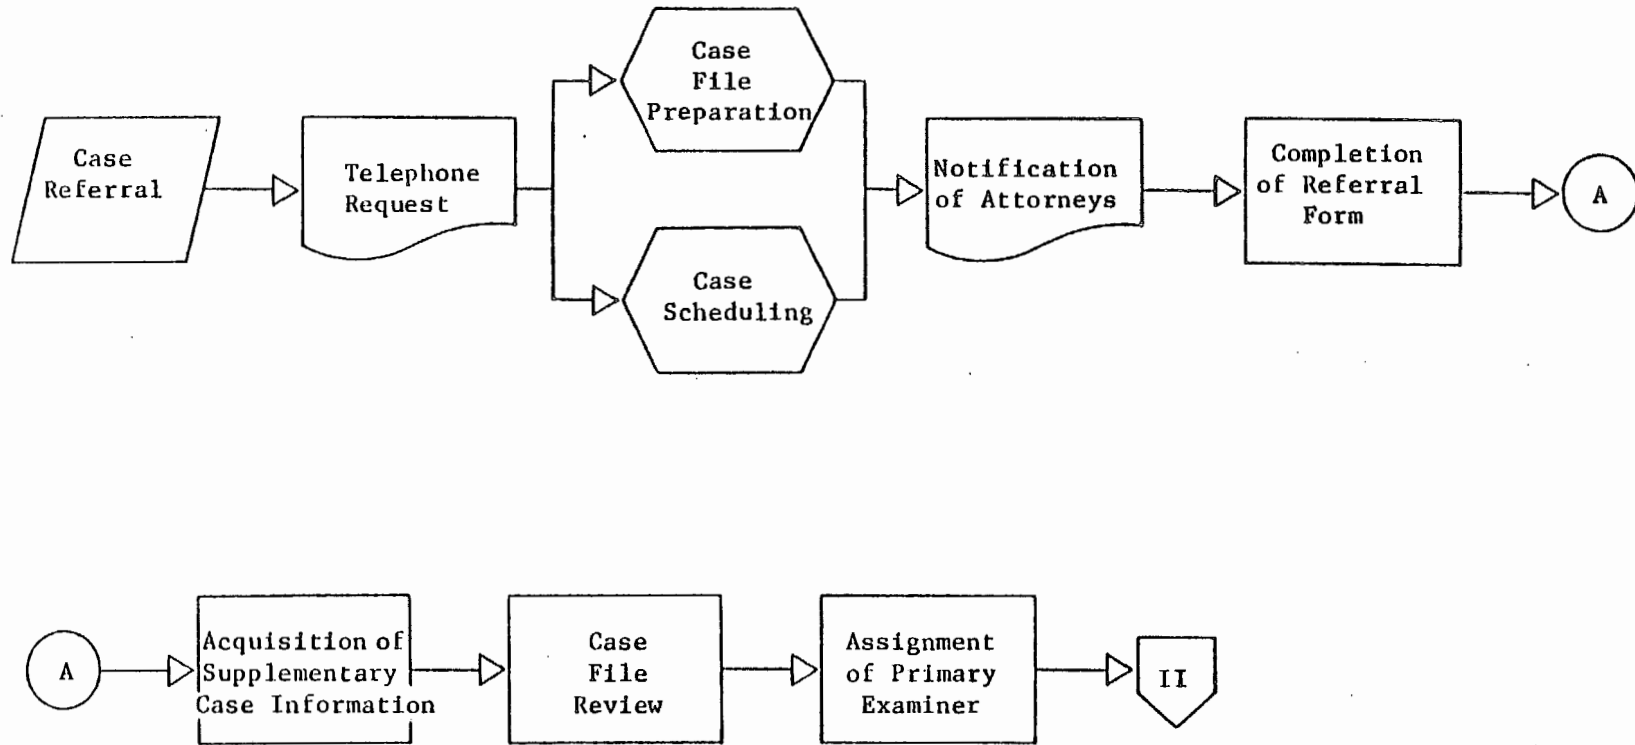 Case
Referral
Telephone
Request
Case
File
Preparation
Case
Scheduling
Notification
of Attorneys
Completion
of Referral
Form
A
A
Acquisition of
Supplementary
Case Information
Case
File
Review
Assignment
of Primary
Examiner
II